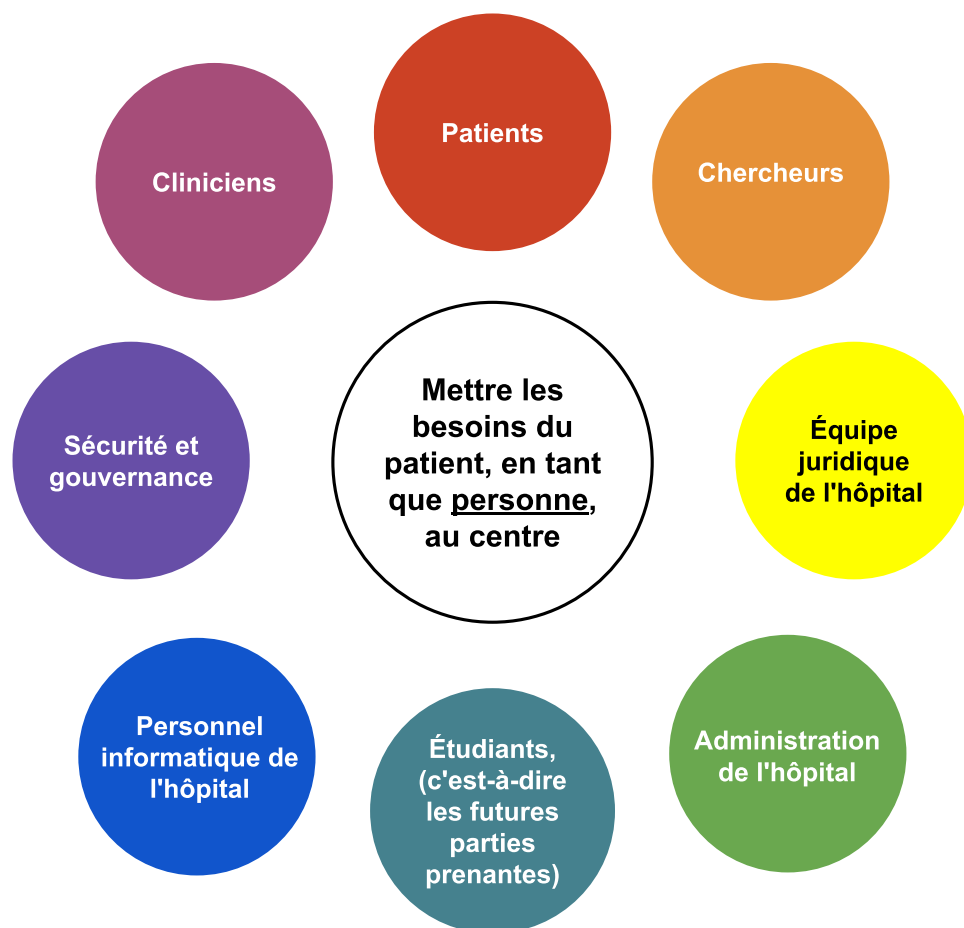 Patients
Cliniciens
Chercheurs
Mettre les
besoins du
patient, en tant
que personne,
au centre
Sécurité et
gouvernance
Équipe
juridique
de l'hôpital
Personnel
informatique de
l'hôpital
Étudiants,
(c'est-à-dire
les futures
parties
prenantes)
Administration
de l'hôpital